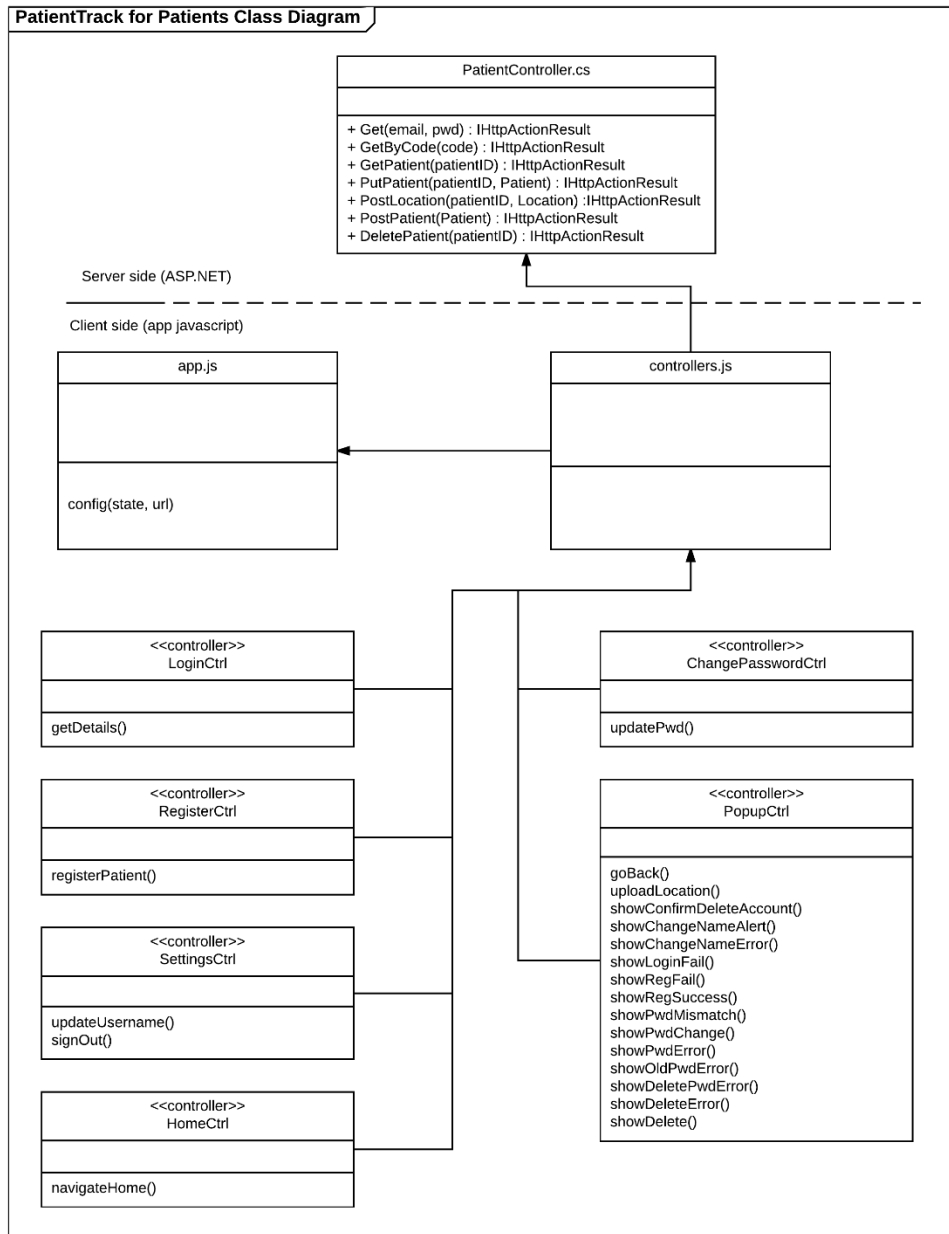 PatientTrack for Patients Class Diagram
PatientController.cs
+ Get(email, pwd) : IHttpActionResult
+ GetByCode(code) : IHttpActionResult
+ GetPatient(patientID) : IHttpActionResult
+ PutPatient(patientID, Patient) : IHttpActionResult
+ PostLocation(patientID, Location) :IHttpActionResult
+ PostPatient(Patient) : IHttpActionResult
+ DeletePatient(patientID) : IHttpActionResult
Server side (ASP.NET)
Client side (app javascript)
app.js
config(state, url)
controllers.js
<<controller>>
LoginCtrl
getDetails()
<<controller>>
RegisterCtrl
registerPatient()
<<controller>>
SettingsCtrl
updateUsername()
signOut()
<<controller>>
HomeCtrl
navigateHome()
<<controller>>
ChangePasswordCtrl
updatePwd()
<<controller>>
PopupCtrl
goBack()
uploadLocation()
showConfirmDeleteAccount()
showChangeNameAlert()
showChangeNameError()
showLoginFail()
showRegFail()
showRegSuccess()
showPwdMismatch()
showPwdChange()
showPwdError()
showOldPwdError()
showDeletePwdError()
showDeleteError()
showDelete()